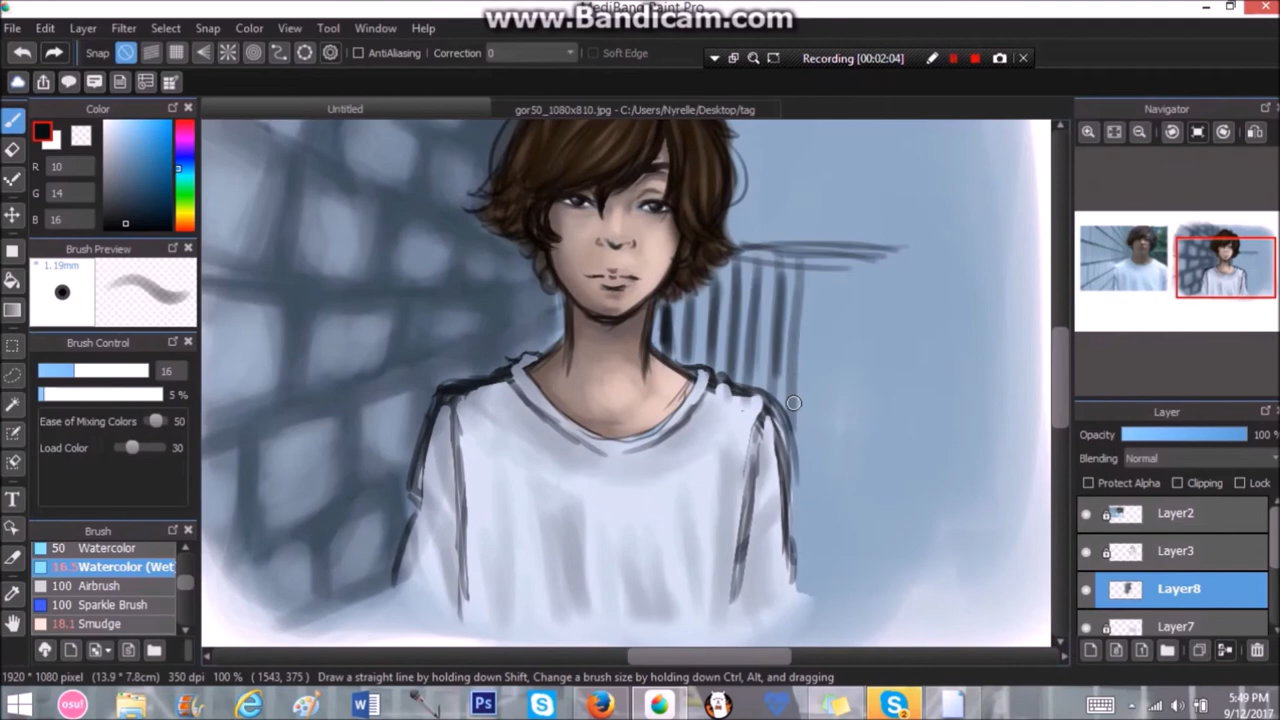 MediBang Paint Pro
www.Bandicam.com
File Edit Layer Filter Select Snap Color Tool Window Help
Snap AntiAliasing Correction 0 Soft Edge
Recording [00:02:04]
Color
Untitled
gor50_1080x810.jpg - C:/Users/Nyrelle/Desktop/tag
Navigator
R 10
G 14
B 16
Brush Preview
* 1.19mm
Brush Control
16
5 %
Ease of Mixing Colors 50
Load Color 30
Brush
50 Watercolor
16.5 Watercolor (Wet
100 Airbrush
100 Sparkle Brush
18.1 Smudge
Layer
Opacity 100 %
Blending Normal
Protect Alpha Clipping Lock
Layer2
Layer3
Layer8
Layer7
1920 * 1080 pixel (13.9 * 7.8cm) 350 dpi 100 % ( 1543, 375 ) Draw a straight line by holding down Shift, Change a brush size by holding down Ctrl, Alt, and dragging
osu!
W
Ps
S
S 2
5:49 PM
9/12/2017